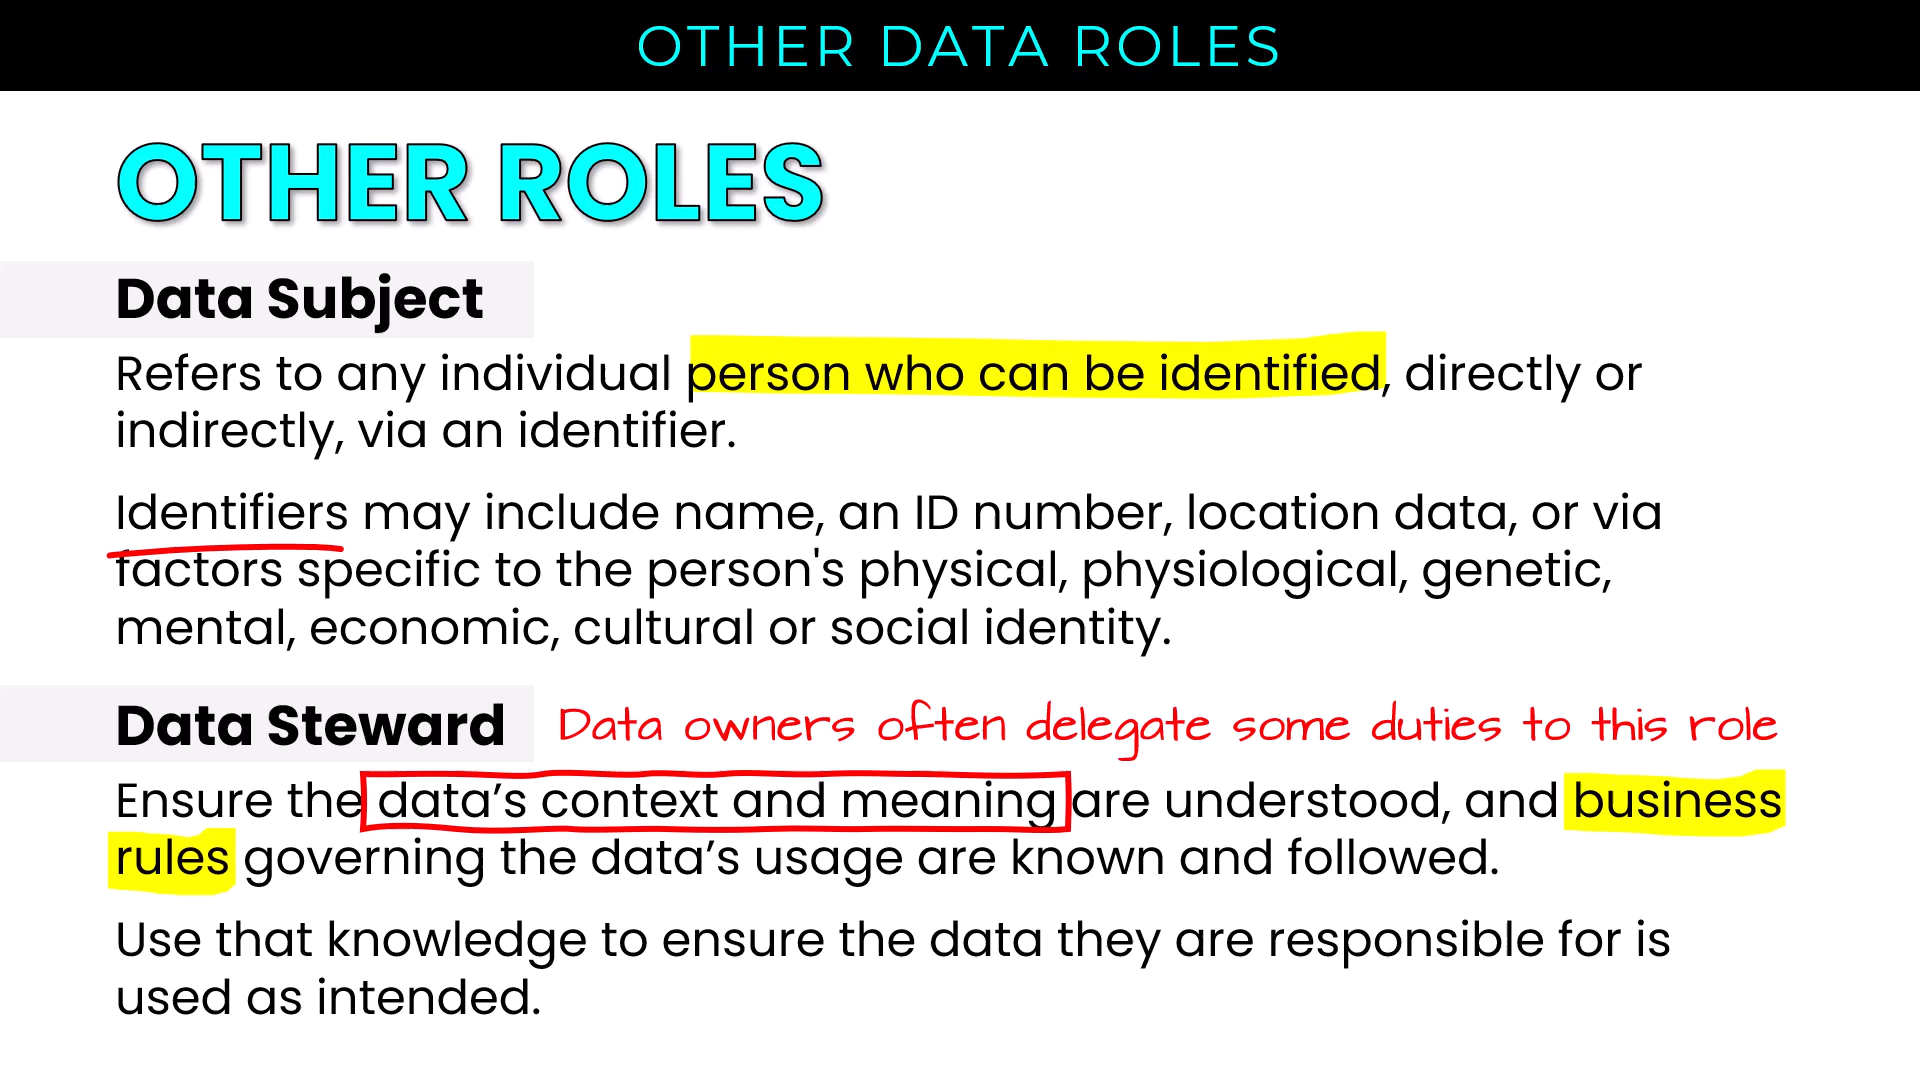 OTHER DATA ROLES
OTHER ROLES
Data Subject
Refers to any individual person who can be identified, directly or
indirectly, via an identifier.
Identifiers may include name, an ID number, location data, or via
factors specific to the person's physical, physiological, genetic,
mental, economic, cultural or social identity.
Data Steward Data owners often delegate some duties to this role
Ensure the data’s context and meaning are understood, and business
rules governing the data’s usage are known and followed.
Use that knowledge to ensure the data they are responsible for is
used as intended.